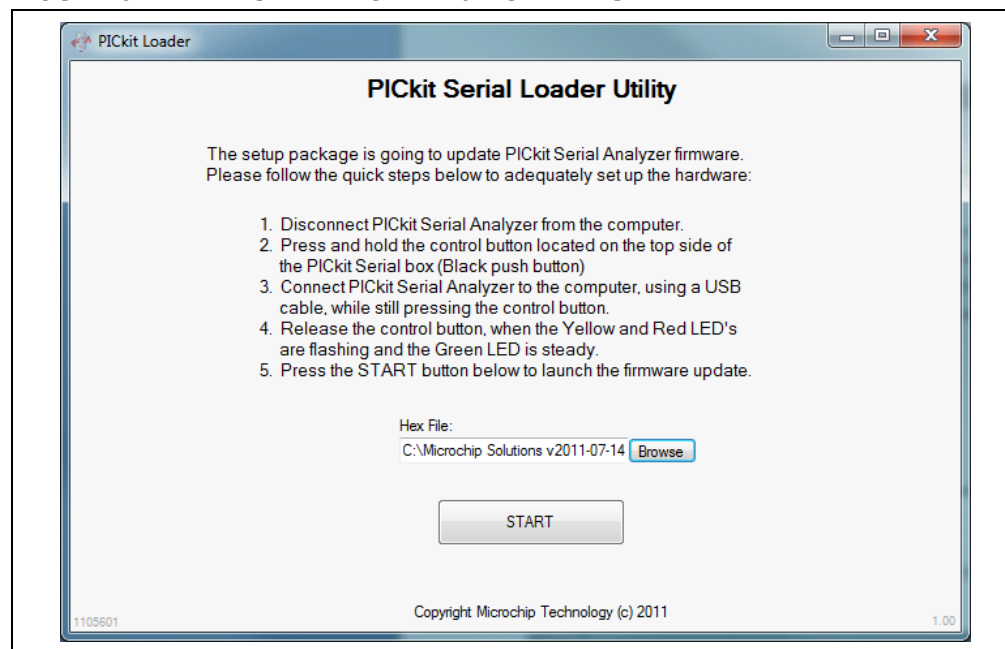 PICkit Loader
PICkit Serial Loader Utility
The setup package is going to update PICkit Serial Analyzer firmware.
Please follow the quick steps below to adequately set up the hardware:
1. Disconnect PICkit Serial Analyzer from the computer.
2. Press and hold the control button located on the top side of
the PICkit Serial box (Black push button)
3. Connect PICkit Serial Analyzer to the computer, using a USB
cable, while still pressing the control button.
4. Release the control button, when the Yellow and Red LED's
are flashing and the Green LED is steady.
5. Press the START button below to launch the firmware update.
Hex File:
C:\Microchip Solutions v2011-07-14 Browse
START
Copyright Microchip Technology (c) 2011
1105601 1.00